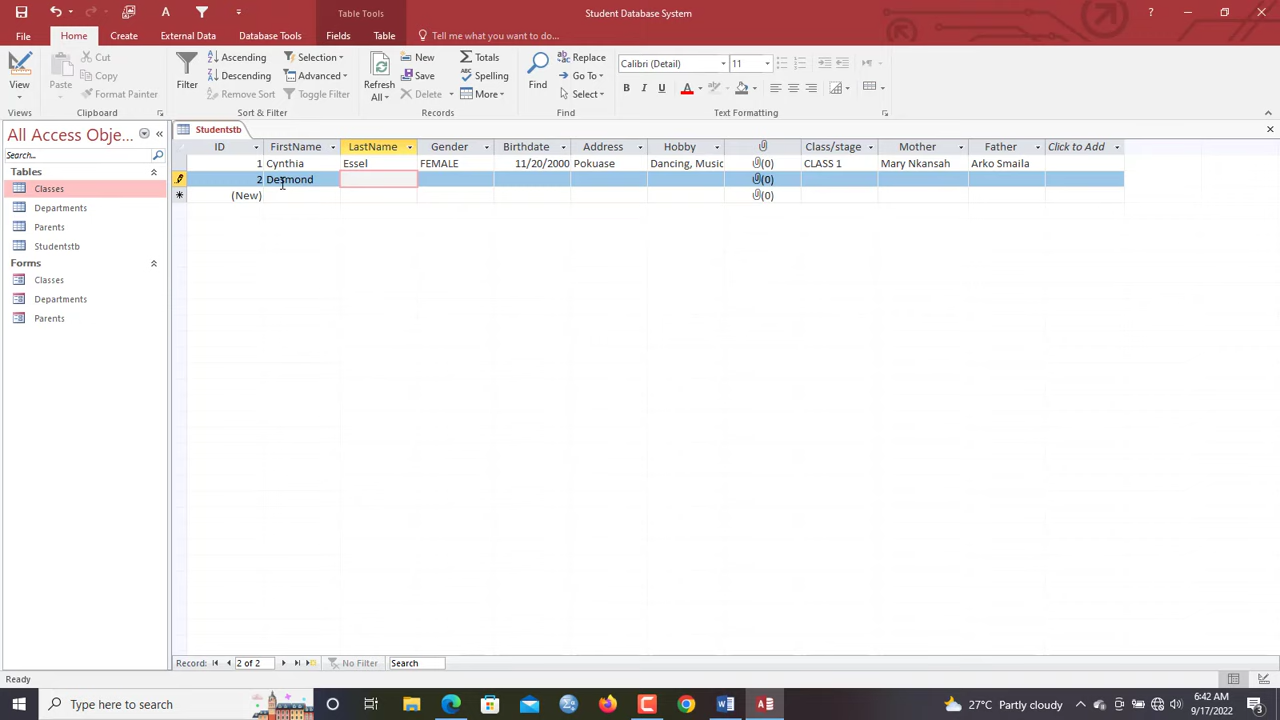 Table Tools
Student Database System
File Home Create External Data Database Tools Fields Table Tell me what you want to do...
View
Views
Paste
Cut
Copy
Format Painter
Clipboard
Filter
Ascending
Descending
Remove Sort
Selection
Advanced
Toggle Filter
Sort & Filter
Refresh All
New
Save
Delete
Totals
Spelling
More
Records
Find
Replace
Go To
Select
Find
Calibri (Detail) 11
B I U A
Text Formatting
All Access Obje...
Search...
Tables
Classes
Departments
Parents
Studentstb
Forms
Classes
Departments
Parents
Studentstb
ID FirstName LastName Gender Birthdate Address Hobby Class/stage Mother Father Click to Add
1 Cynthia Essel FEMALE 11/20/2000 Pokuase Dancing, Music (0) CLASS 1 Mary Nkansah Arko Smaila
2 Desmond (0)
(New) (0)
Record: 2 of 2 No Filter Search
Ready
Type here to search
27°C Partly cloudy
6:42 AM
9/17/2022
3